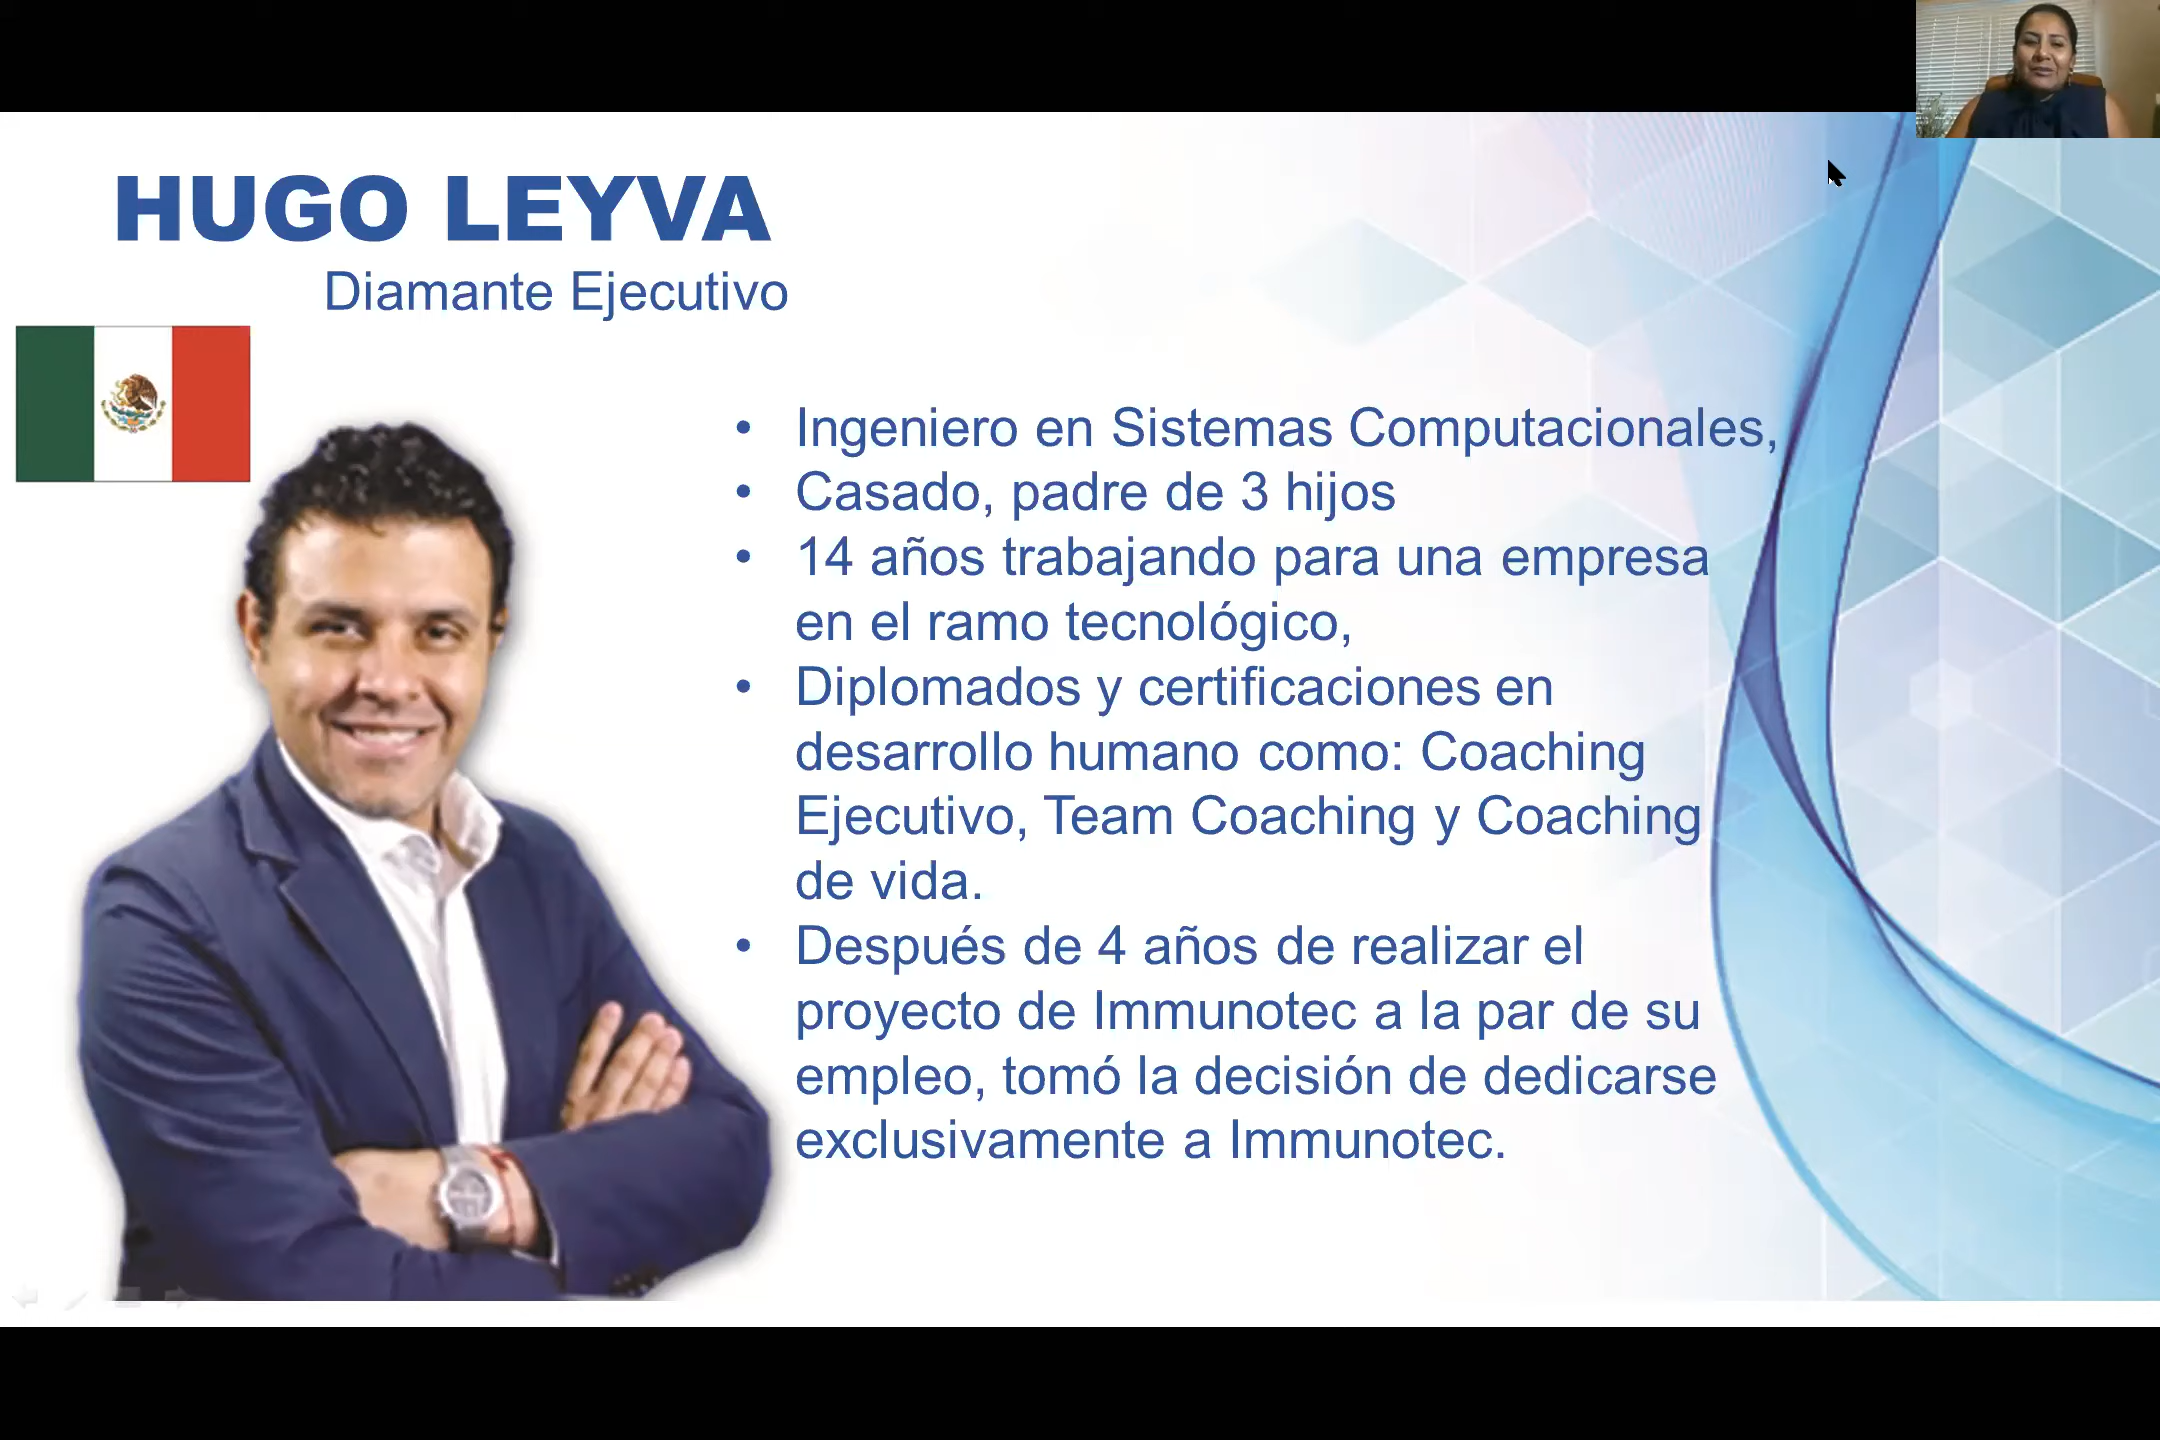 HUGO LEYVA
Diamante Ejecutivo
• Ingeniero en Sistemas Computacionales,
• Casado, padre de 3 hijos
• 14 años trabajando para una empresa
en el ramo tecnológico,
• Diplomados y certificaciones en
desarrollo humano como: Coaching
Ejecutivo, Team Coaching y Coaching
de vida.
• Después de 4 años de realizar el
proyecto de Immunotec a la par de su
empleo, tomó la decisión de dedicarse
exclusivamente a Immunotec.